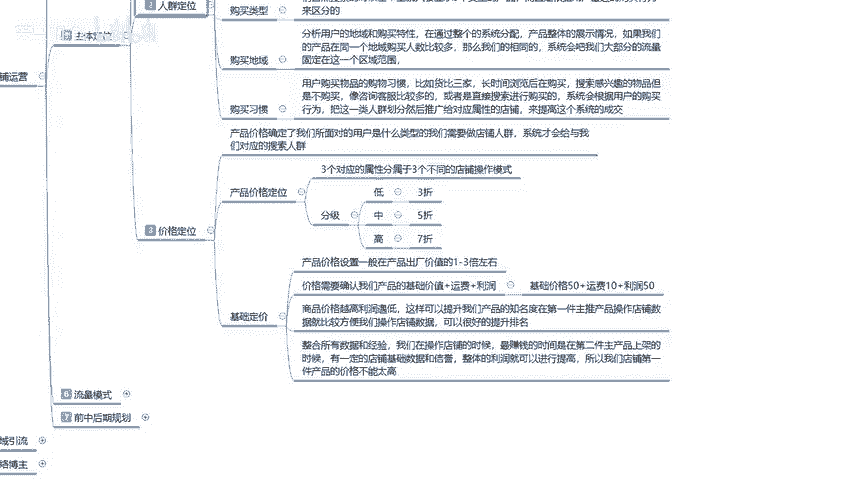 人群定位
购买类型
来区分的
分析用户的地域和购买特性，在通过整个的系统分配，产品整体的展示情况，如果我们
的产品在同一个地域购买人数比较多，那么我们的相同的，系统会吧我们大部分的流量
固定在这一个区域范围，
购买地域
用户购买物品的购物习惯，比如货比三家，长时间浏览后在购买，搜索感兴趣的物品但
是不购买，像咨询客服比较多的，或者是直接搜索进行购买的，系统会根据用户的购买
行为，把这一类人群划分然后推广给对应属性的店铺，来提高这个系统的成交
购买习惯
铺运营
产品价格确定了我们所面对的用户是什么类型的我们需要做店铺人群，系统才会给与我
们对应的搜索人群
3个对应的属性分属于3个不同的店铺操作模式
产品价格定位
分级
低
3折
中
5折
高
7折
3 价格定位
产品价格设置一般在产品出厂价值的1-3倍左右
价格需要确认我们产品的基础价值+运费+利润
基础价格50+运费10+利润50
基础定价
商品价格越高利润遇低，这样可以提升我们产品的知名度在第一件主推产品操作店铺数
据就比较方便我们操作店铺数据，可以很好的提升排名
整合所有数据和经验，我们在操作店铺的时候，最赚钱的时间是在第二件主产品上架的
时候，有一定的店铺基础数据和信誉，整体的利润就可以进行提高，所以我们店铺第一
件产品的价格不能太高
6 流量模式
7 前中后期规划
域引流
络博主